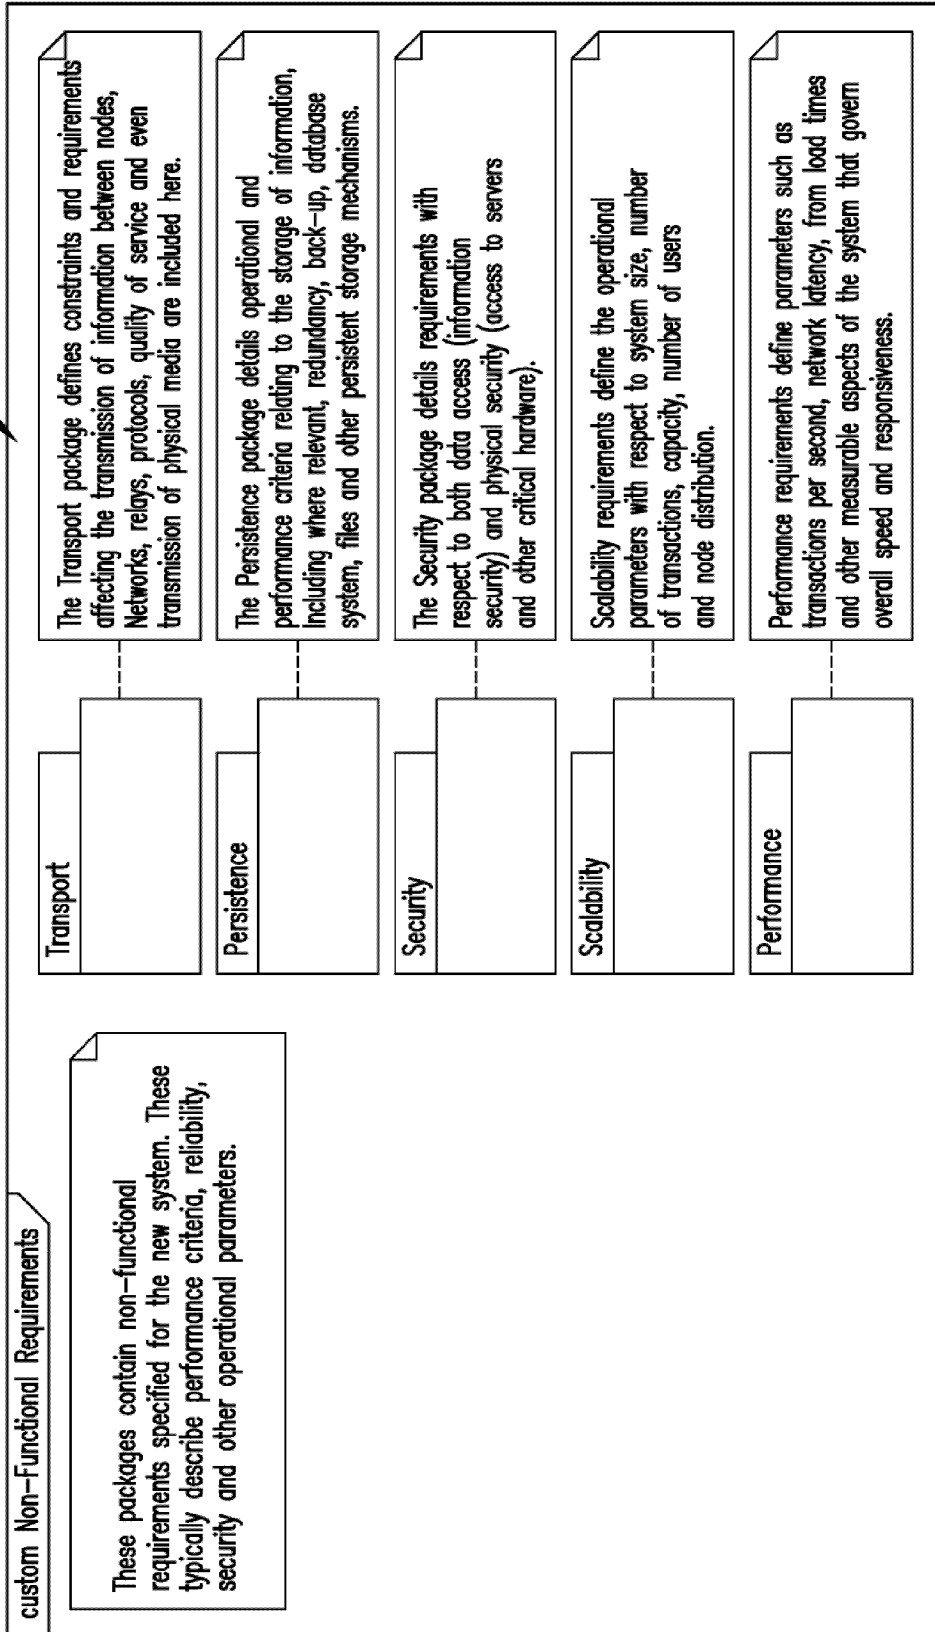 custom Non-Functional Requirements
These packages contain non-functional
requirements specified for the new system. These
typically describe performance criteria, reliability,
security and other operational parameters.
Transport
The Transport package defines constraints and requirements
affecting the transmission of information between nodes,
Networks, relays, protocols, quality of service and even
transmission of physical media are included here.
Persistence
The Persistence package details operational and
performance criteria relating to the storage of information,
including where relevant, redundancy, back-up, database
system, files and other persistent storage mechanisms.
Security
The Security package details requirements with
respect to both data access (information
security) and physical security (access to servers
and other critical hardware).
Scalability
Scalability requirements define the operational
parameters with respect to system size, number
of transactions, capacity, number of users
and node distribution.
Performance
Performance requirements define parameters such as
transactions per second, network latency, from load times
and other measurable aspects of the system that govern
overall speed and responsiveness.